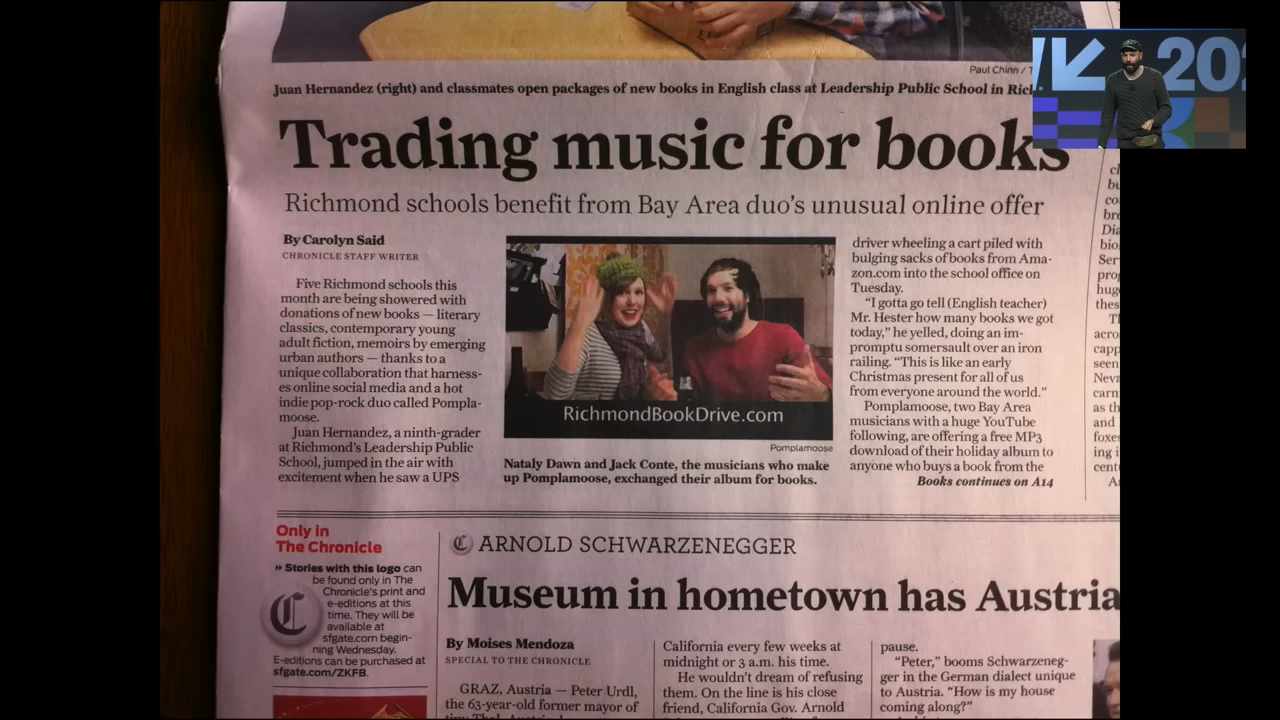 Paul Chinn /
Juan Hernandez (right) and classmates open packages of new books in English class at Leadership Public School in
Trading music for books
Richmond schools benefit from Bay Area duo's unusual online offer
By Carolyn Said
CHRONICLE STAFF WRITER
Five Richmond schools this
month are being showered with
donations of new books — literary
classics, contemporary young
adult fiction, memoirs by emerging
urban authors — thanks to a
unique collaboration that harness-
es online social media and a hot
indie pop-rock duo called Pompla-
moose.
Juan Hernandez, a ninth-grader
at Richmond's Leadership Public
School, jumped in the air with
excitement when he saw a UPS
RichmondBookDrive.com
Pomplamoose
Nataly Dawn and Jack Conte, the musicians who make
up Pomplamoose, exchanged their album for books.
driver wheeling a cart piled with
bulging sacks of books from Ama-
zon.com into the school office on
Tuesday.
"I gotta go tell (English teacher)
Mr. Hester how many books we got
today," he yelled, doing an im-
promptu somersault over an iron
railing. "This is like an early
Christmas present for all of us
from everyone around the world."
Pomplamoose, two Bay Area
musicians with a huge YouTube
following, are offering a free MP3
download of their holiday album to
anyone who buys a book from the
Books continues on A14
Only in
The Chronicle
Stories with this logo can
be found only in The
Chronicle's print and
e-editions at this
time. They will be
available at
sfgate.com begin-
ning Wednesday.
E-editions can be purchased at
sfgate.com/ZKFB.
C ARNOLD SCHWARZENEGGER
Museum in hometown has Austria
By Moises Mendoza
SPECIAL TO THE CHRONICLE
GRAZ, Austria — Peter Urdl,
the 63-year-old former mayor of
California every few weeks at
midnight or 3 a.m. his time.
He wouldn't dream of refusing
them. On the line is his close
friend, California Gov. Arnold
pause.
"Peter," booms Schwarzeneg-
ger in the German dialect unique
to Austria. "How is my house
coming along?"
202